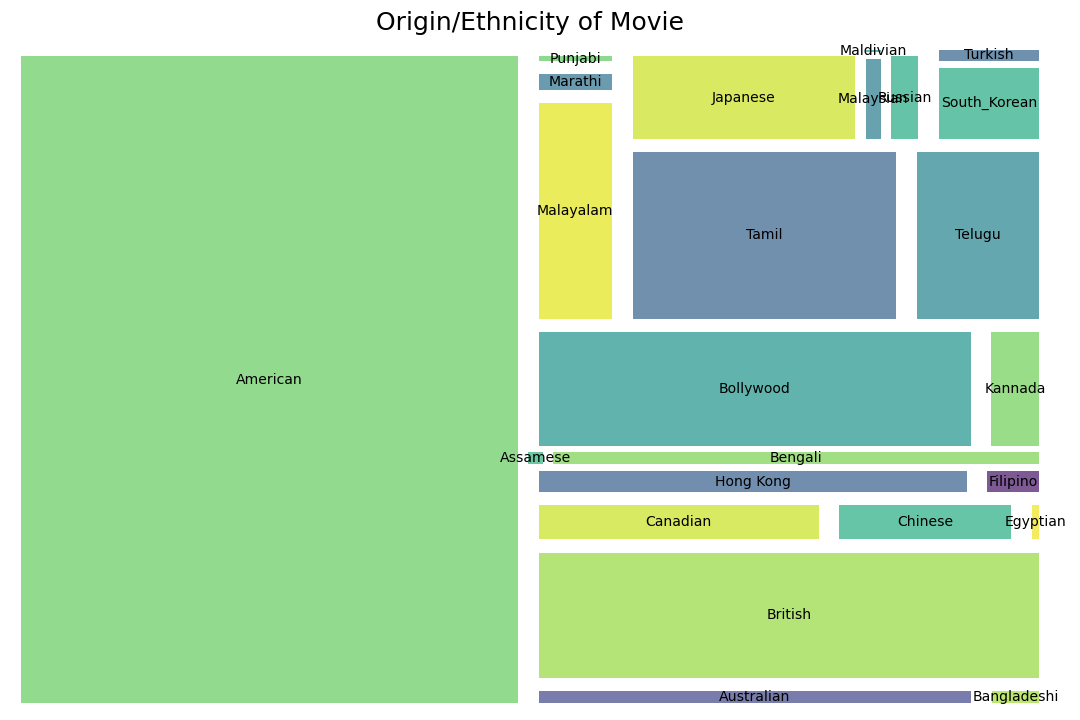 Origin/Ethnicity of Movie
Maldivian
Turkish
Punjabi
Marathi
Japanese
Malaysian
Russian
South_Korean
Malayalam
Tamil
Telugu
American
Bollywood
Kannada
Assamese
Bengali
Hong Kong
Filipino
Canadian
Chinese
Egyptian
British
Australian
Bangladeshi